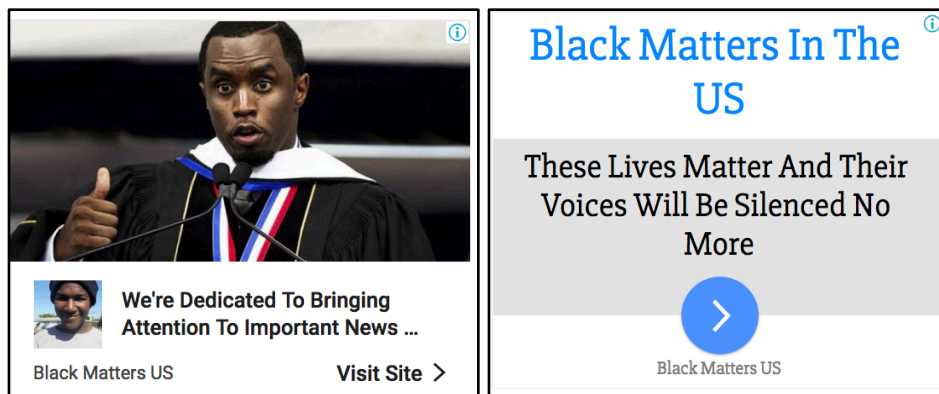 We're Dedicated To Bringing
Attention To Important News ...
Black Matters US
Visit Site
Black Matters In The
US
These Lives Matter And Their
Voices Will Be Silenced No
More
Black Matters US